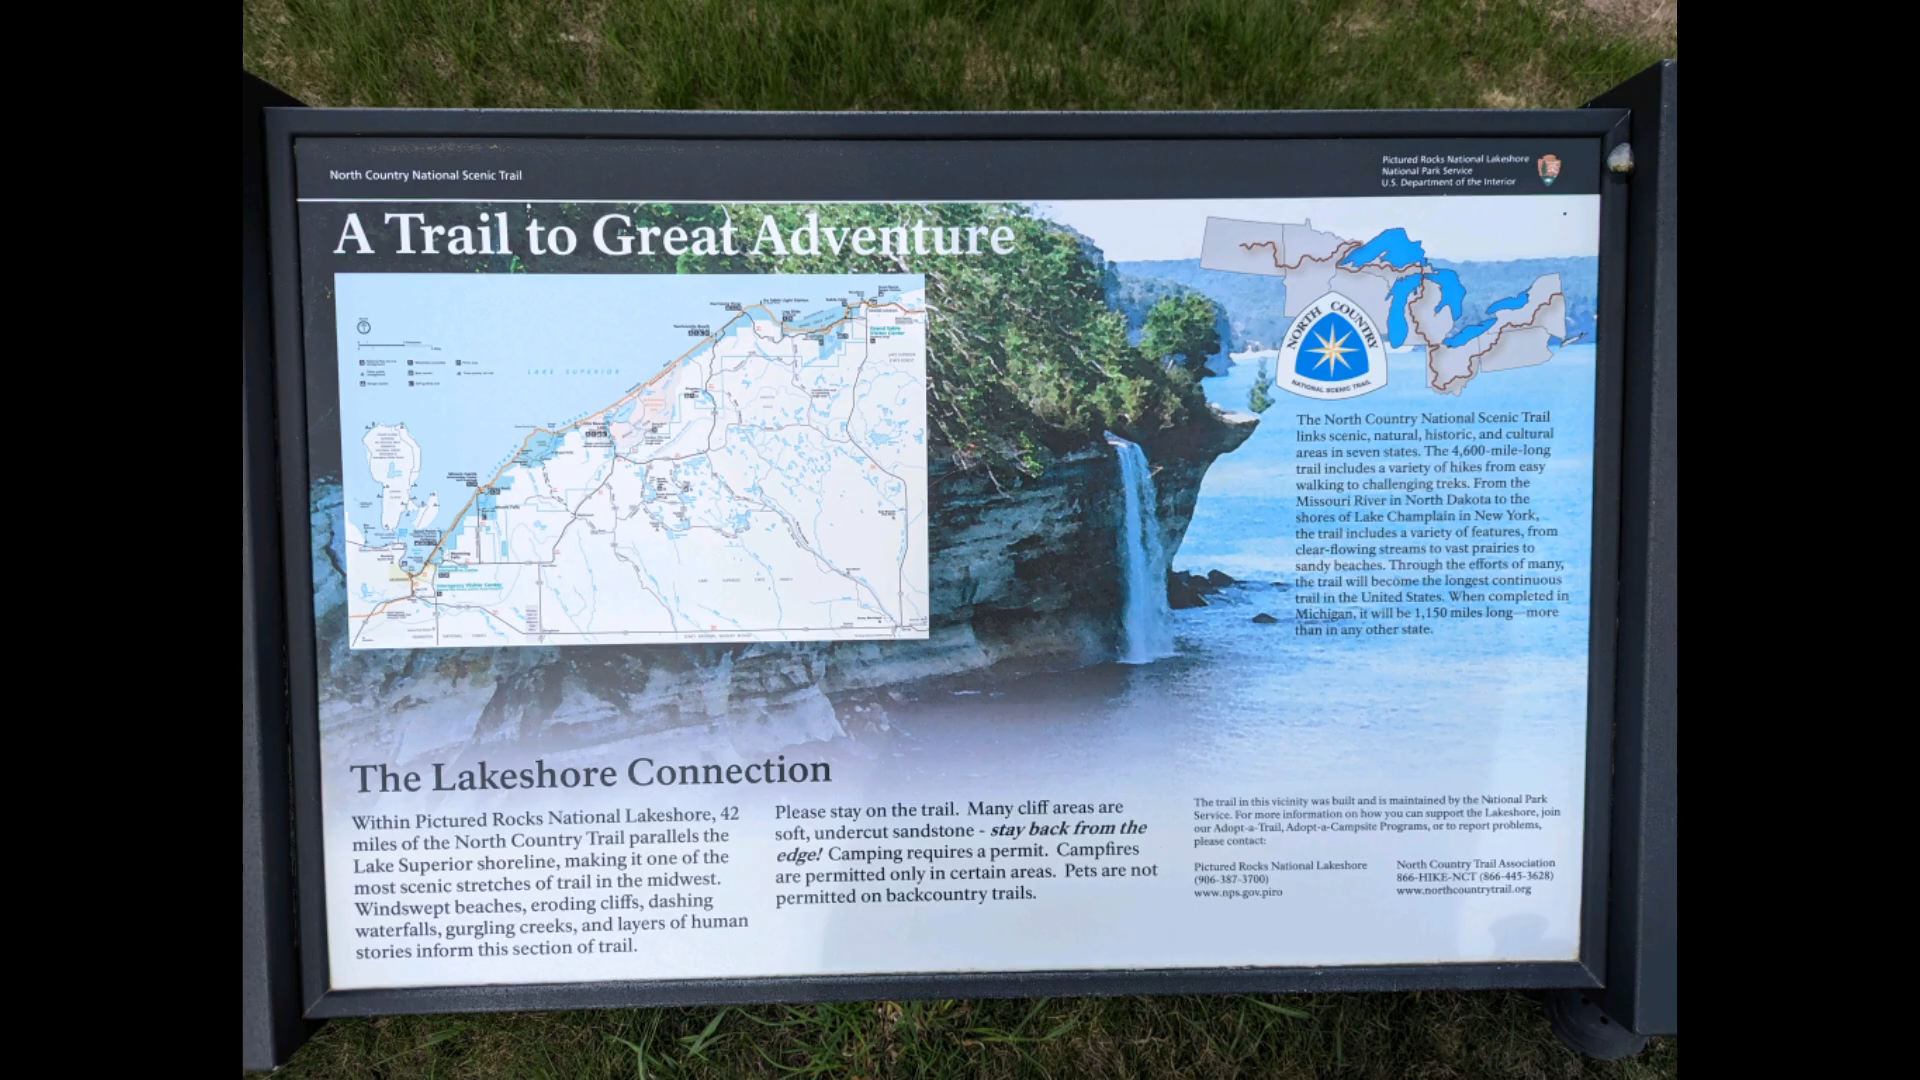 North Country National Scenic Trail
Pictured Rocks National Lakeshore
National Park Service
U.S. Department of the Interior
A Trail to Great Adventure
LAKE SUPERIOR
NORTH COUNTRY
NATIONAL SCENIC TRAIL
The North Country National Scenic Trail
links scenic, natural, historic, and cultural
areas in seven states. The 4,600-mile-long
trail includes a variety of hikes from easy
walking to challenging treks. From the
Missouri River in North Dakota to the
shores of Lake Champlain in New York,
the trail includes a variety of features, from
clear-flowing streams to vast prairies to
sandy beaches. Through the efforts of many,
the trail will become the longest continuous
trail in the United States. When completed in
Michigan, it will be 1,150 miles long—more
than in any other state.
The Lakeshore Connection
Within Pictured Rocks National Lakeshore, 42
miles of the North Country Trail parallels the
Lake Superior shoreline, making it one of the
most scenic stretches of trail in the midwest.
Windswept beaches, eroding cliffs, dashing
waterfalls, gurgling creeks, and layers of human
stories inform this section of trail.
Please stay on the trail. Many cliff areas are
soft, undercut sandstone - stay back from the
edge! Camping requires a permit. Campfires
are permitted only in certain areas. Pets are not
permitted on backcountry trails.
The trail in this vicinity was built and is maintained by the National Park
Service. For more information on how you can support the Lakeshore, join
our Adopt-a-Trail, Adopt-a-Campsite Programs, or to report problems,
please contact:
Pictured Rocks National Lakeshore
(906-387-3700)
www.nps.gov.piro
North Country Trail Association
866-HIKE-NCT (866-445-3628)
www.northcountrytrail.org